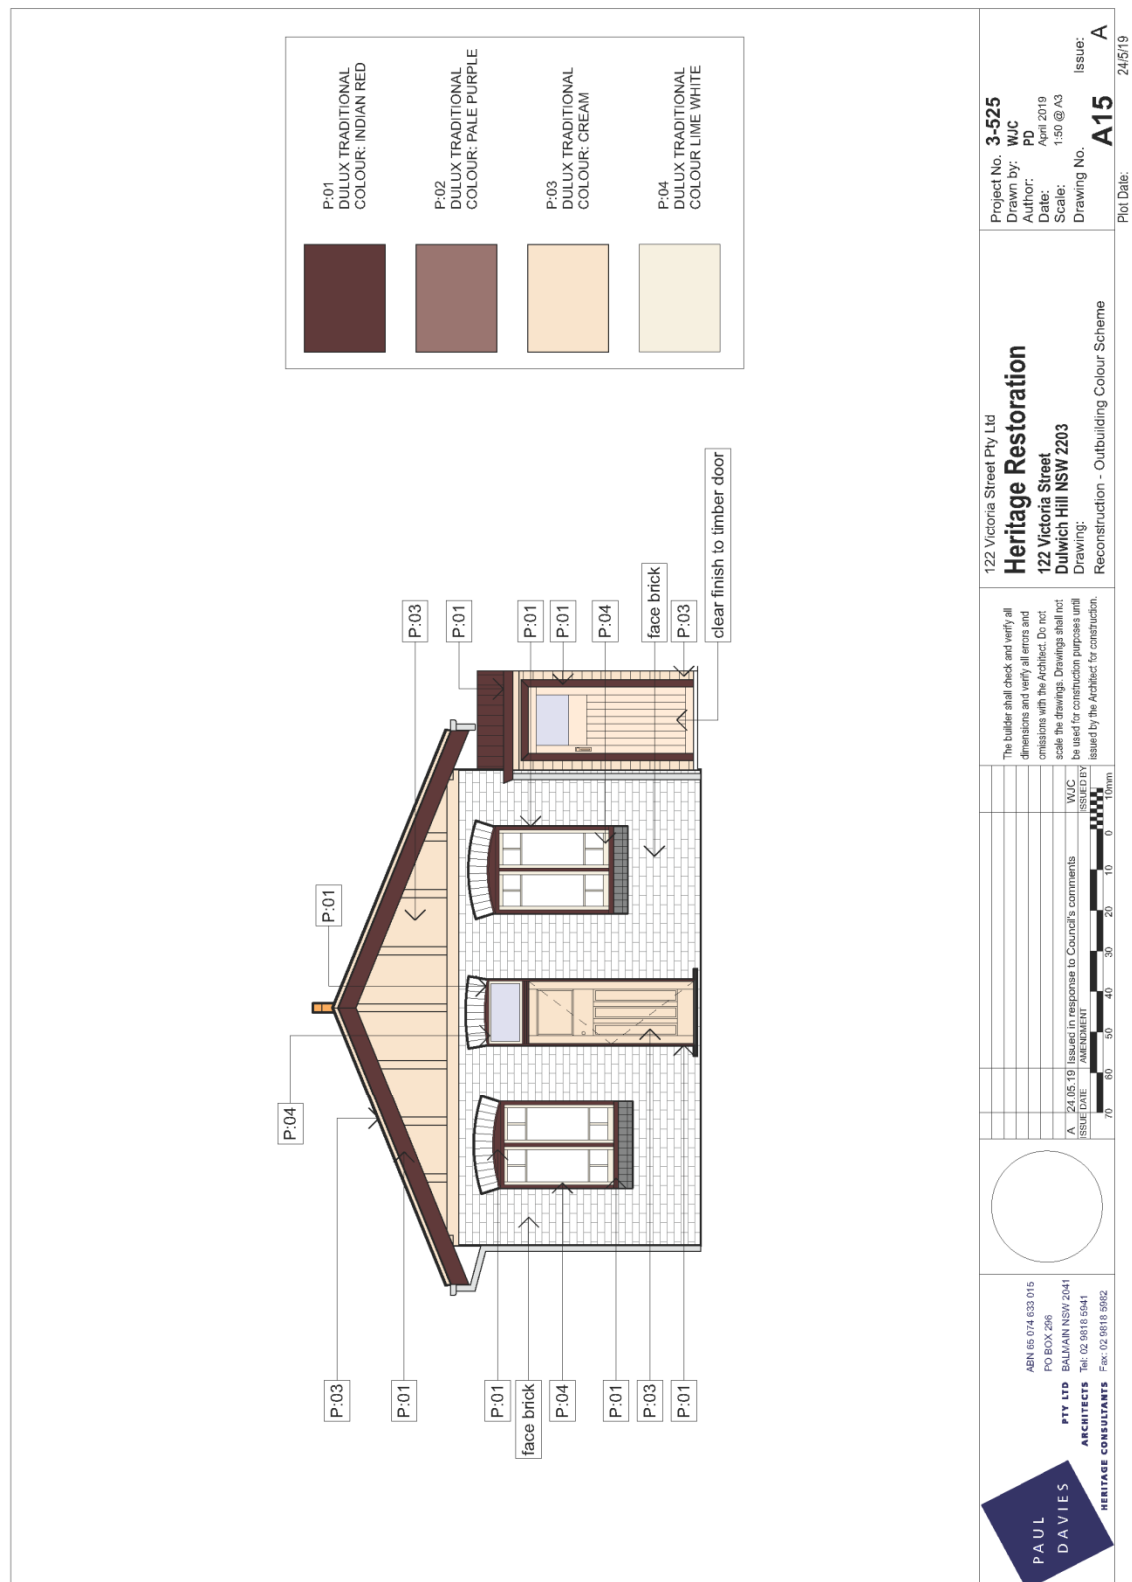 P:01
DULUX TRADITIONAL
COLOUR: INDIAN RED
P:02
DULUX TRADITIONAL
COLOUR: PALE PURPLE
P:03
DULUX TRADITIONAL
COLOUR: CREAM
P:04
DULUX TRADITIONAL
COLOUR LIME WHITE
P:03
P:01
P:01
face brick
P:04
P:01
P:03
P:01
P:04
P:01
P:03
P:01
P:01
P:01
P:04
face brick
P:03
clear finish to timber door
PAUL
DAVIES
PTY LTD
ARCHITECTS
HERITAGE CONSULTANTS
ABN 65 074 633 015
PO BOX 296
BALMAIN NSW 2041
Tel: 02 9818 5941
Fax: 02 9818 5982
A 24.05.19 Issued in response to Council's comments WJC
ISSUE DATE AMENDMENT ISSUED BY
70 60 50 40 30 20 10 0 10mm
The builder shall check and verify all
dimensions and verify all errors and
omissions with the Architect. Do not
scale the drawings. Drawings shall not
be used for construction purposes until
issued by the Architect for construction.
122 Victoria Street Pty Ltd
Heritage Restoration
122 Victoria Street
Dulwich Hill NSW 2203
Drawing:
Reconstruction - Outbuilding Colour Scheme
Project No. 3-525
Drawn by: WJC
Author: PD
Date: April 2019
Scale: 1:50 @ A3
Drawing No. Issue:
A15 A
Plot Date: 24/5/19